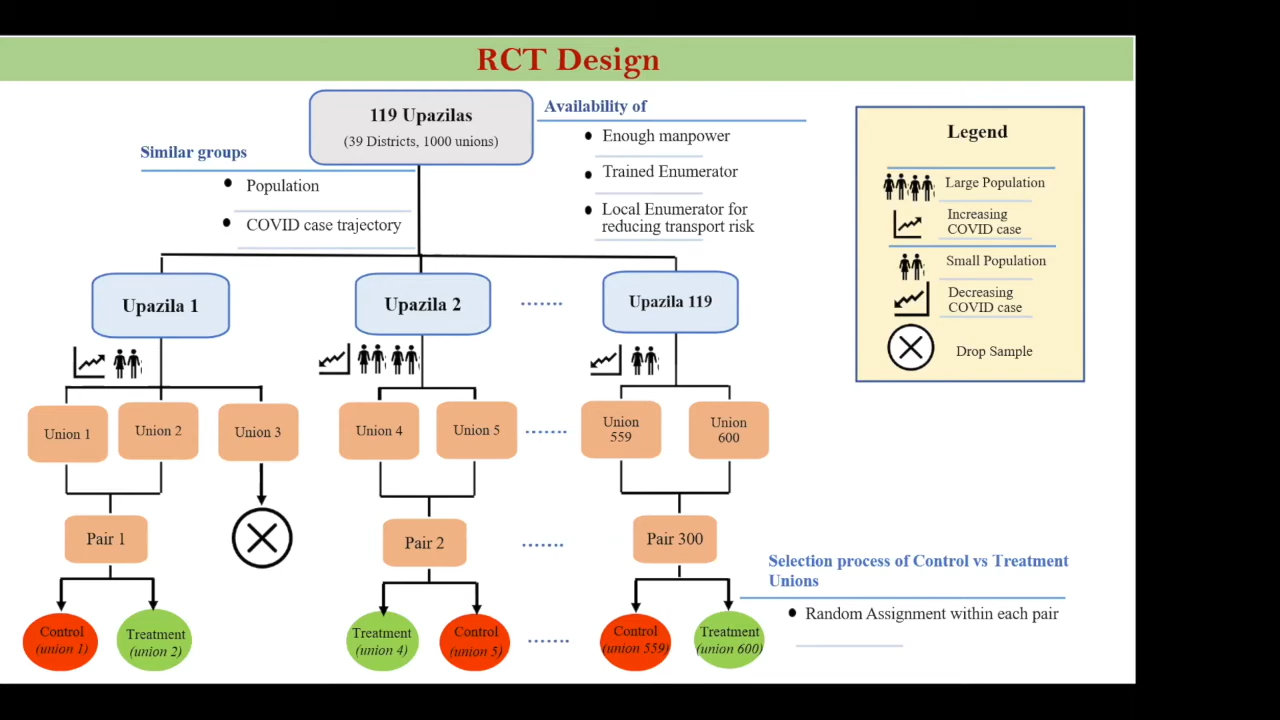 RCT Design
119 Upazilas
(39 Districts, 1000 unions)
Availability of
Enough manpower
Trained Enumerator
Local Enumerator for
reducing transport risk
Similar groups
Population
COVID case trajectory
Legend
Large Population
Increasing
COVID case
Small Population
Decreasing
COVID case
Drop Sample
Upazila 1
Upazila 2
.......
Upazila 119
Union 1
Union 2
Union 3
Union 4
Union 5
.......
Union
559
Union
600
Pair 1
Pair 2
.......
Pair 300
Selection process of Control vs Treatment
Unions
Random Assignment within each pair
Control
(union 1)
Treatment
(union 2)
Treatment
(union 4)
Control
(union 5)
.......
Control
(union 559)
Treatment
(union 600)